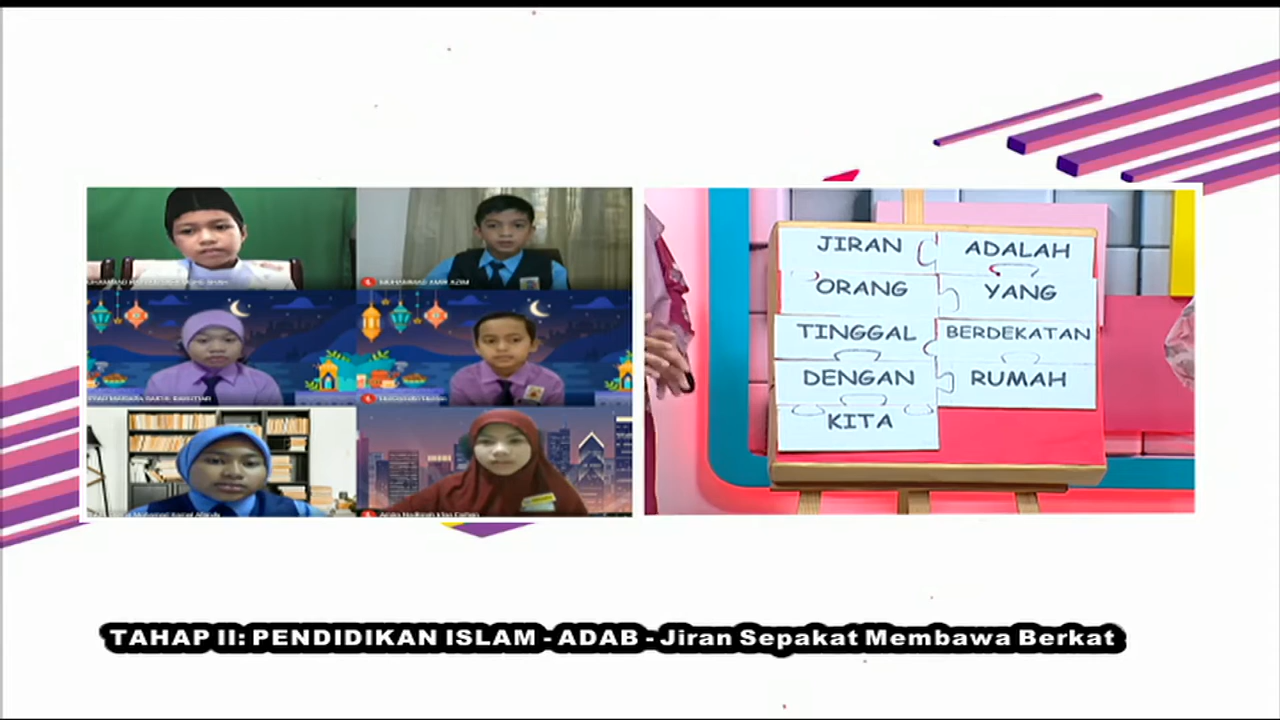 JIRAN ADALAH
ORANG YANG
TINGGAL BERDEKATAN
DENGAN RUMAH
KITA
TAHAP II: PENDIDIKAN ISLAM - ADAB - Jiran Sepakat Membawa Berkat